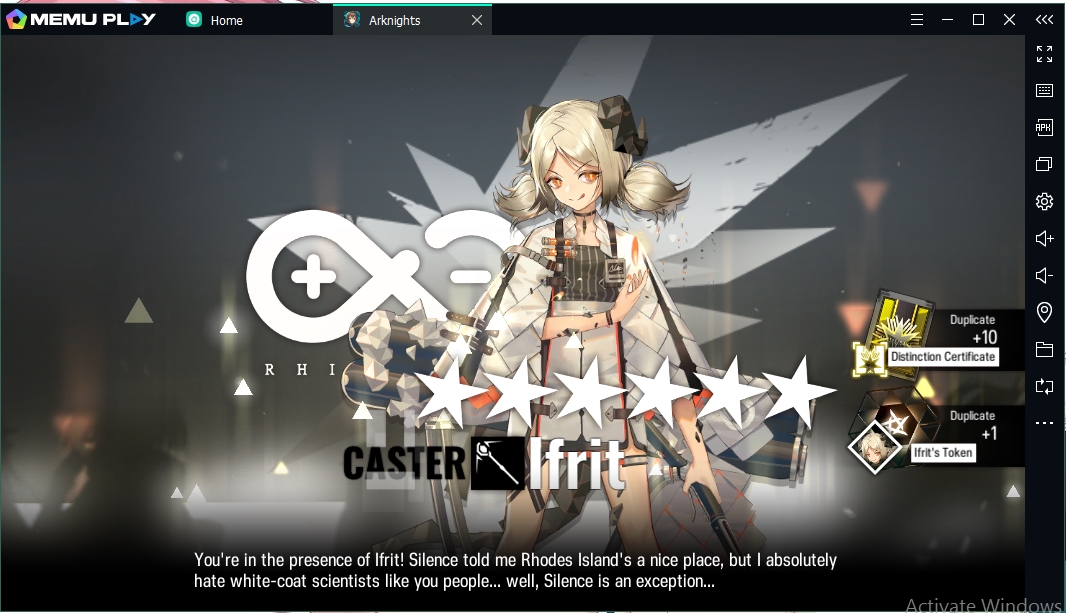 MEMU PLAY
Home
Arknights
APK
R H I
Duplicate
+10
Distinction Certificate
Duplicate
+1
Ifrit's Token
CASTER
Ifrit
You're in the presence of Ifrit! Silence told me Rhodes Island's a nice place, but I absolutely
hate white-coat scientists like you people... well, Silence is an exception...
Activate Windows